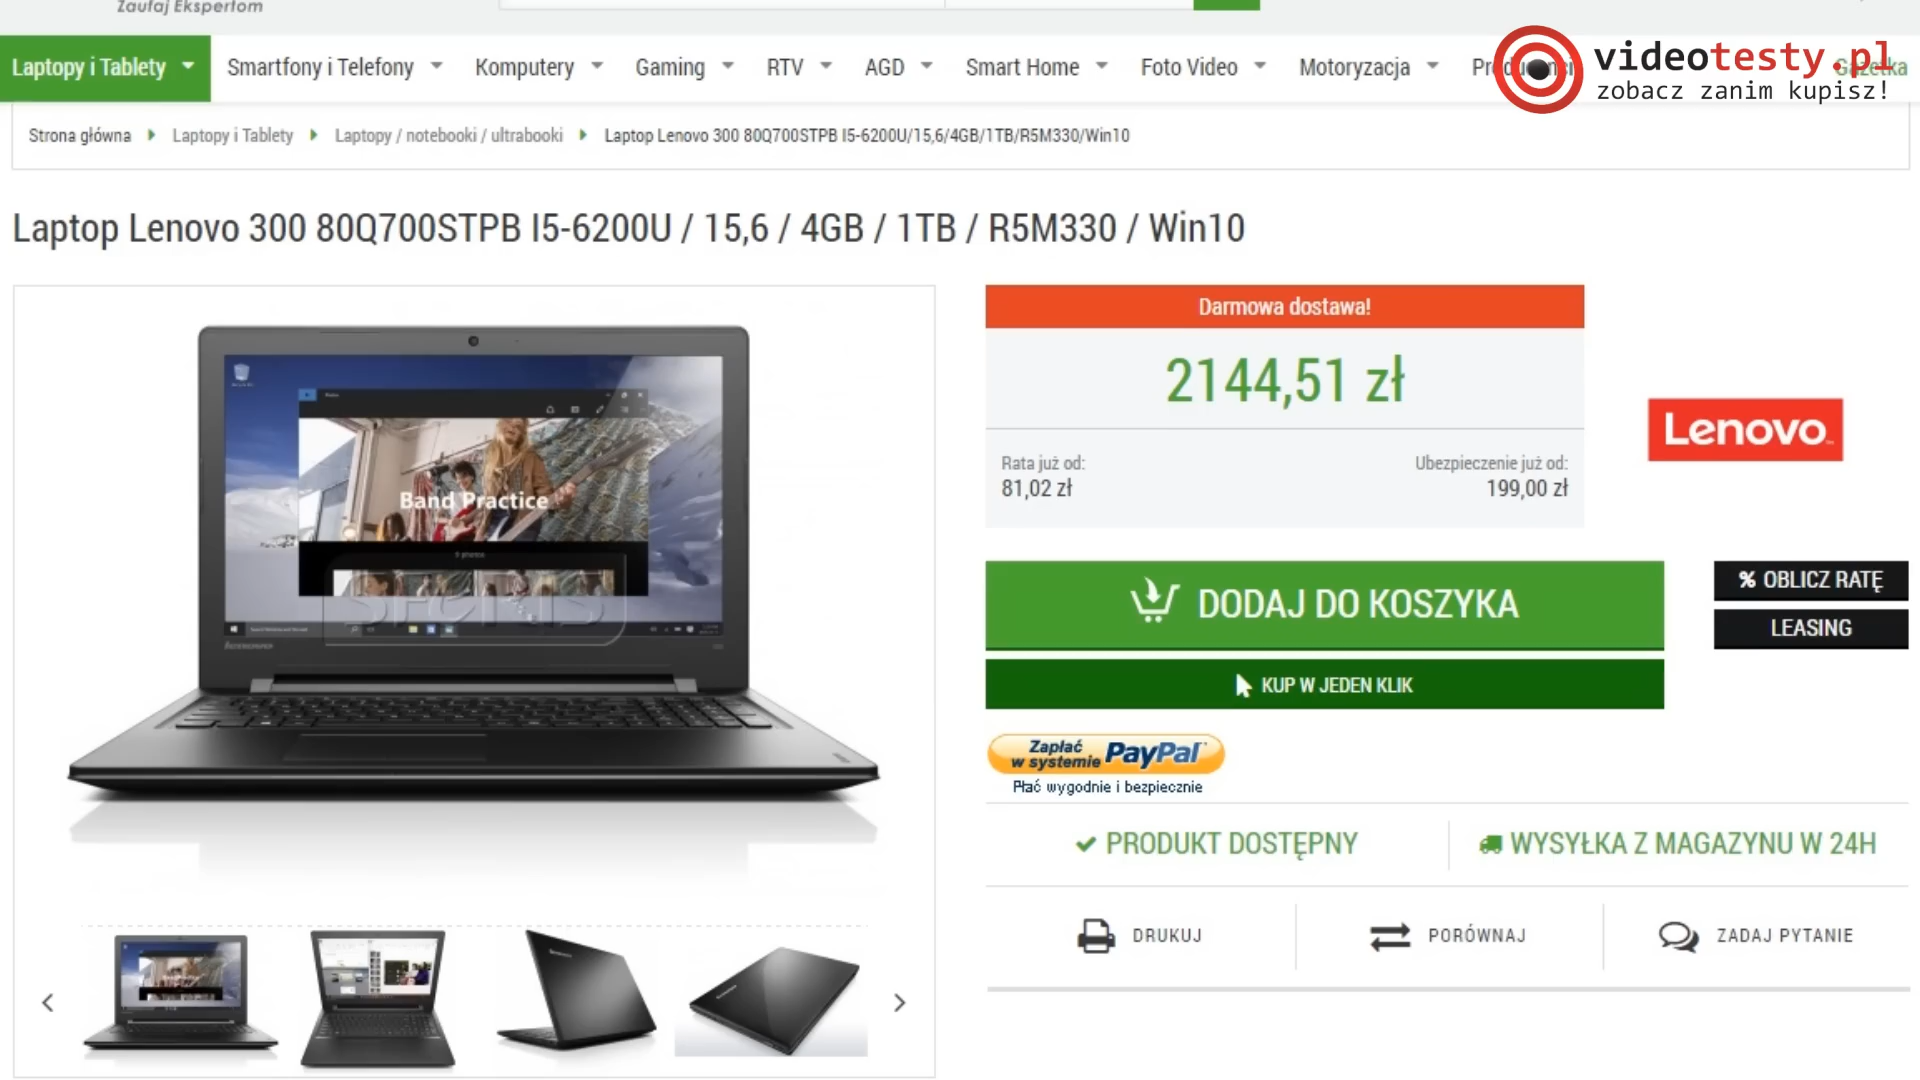 Zaufaj Ekspertom
Laptopy i Tablety Smartfony i Telefony Komputery Gaming RTV AGD Smart Home Foto Video Motoryzacja Gazetka
videotesty.pl
zobacz zanim kupisz!
Strona główna Laptopy i Tablety Laptopy / notebooki / ultrabooki Laptop Lenovo 300 80Q700STPB I5-6200U/15,6/4GB/1TB/R5M330/Win10
Laptop Lenovo 300 80Q700STPB I5-6200U / 15,6 / 4GB / 1TB / R5M330 / Win10
Band Practice
9 photos
Lenovo
Darmowa dostawa!
2144,51 zł
Rata już od: Ubezpieczenie już od:
81,02 zł 199,00 zł
Lenovo
DODAJ DO KOSZYKA
KUP W JEDEN KLIK
% OBLICZ RATĘ
LEASING
Zapłać
w systemie PayPal
Płać wygodnie i bezpiecznie
PRODUKT DOSTĘPNY WYSYŁKA Z MAGAZYNU W 24H
DRUKUJ PORÓWNAJ ZADAJ PYTANIE